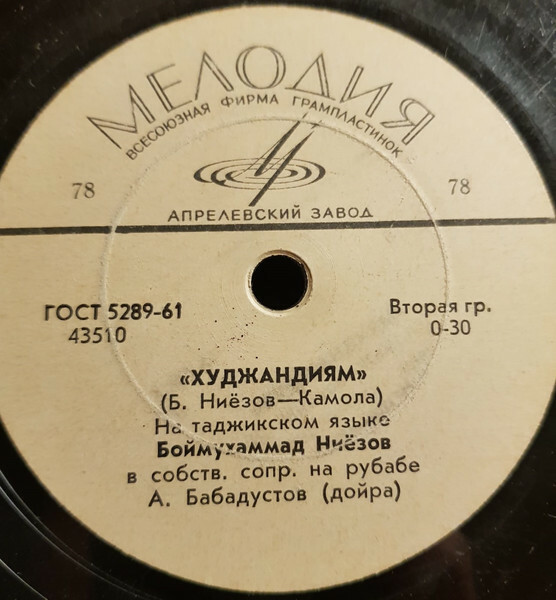 МЕЛОДИЯ
ВСЕСОЮЗНАЯ ФИРМА ГРАМПЛАСТИНОК
78 78
АПРЕЛЕВСКИЙ ЗАВОД
ГОСТ 5289-61 Вторая гр.
43510 0-30
«ХУДЖАНДИЯМ»
(Б. Ниёзов—Камола)
На таджикском языке
Боймухаммад Ниёзов
в собств. сопр. на рубабе
А. Бабадустов (дойра)